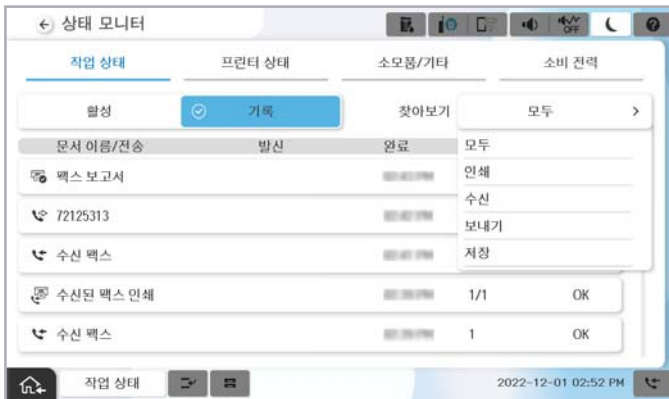 상태 모니터
OFF
작업 상태 프린터 상태 소모품/기타 소비 전력
활성 기록 찾아보기 모두
문서 이름/전송 발신 완료 모두
팩스 보고서 인쇄
수신
72125313 보내기
수신 팩스 저장
수신된 팩스 인쇄 1/1 OK
수신 팩스 1 OK
작업 상태 2022-12-01 02:52 PM